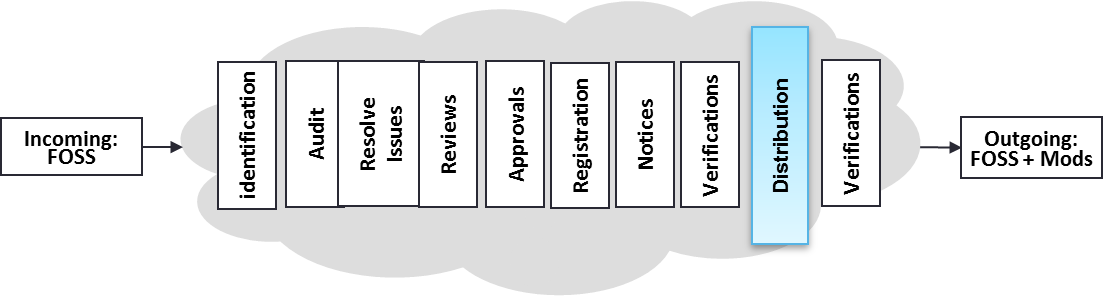 Incoming:
FOSS
identification
Audit
Resolve
Issues
Reviews
Approvals
Registration
Notices
Verifications
Distribution
Verifications
Outgoing:
FOSS + Mods